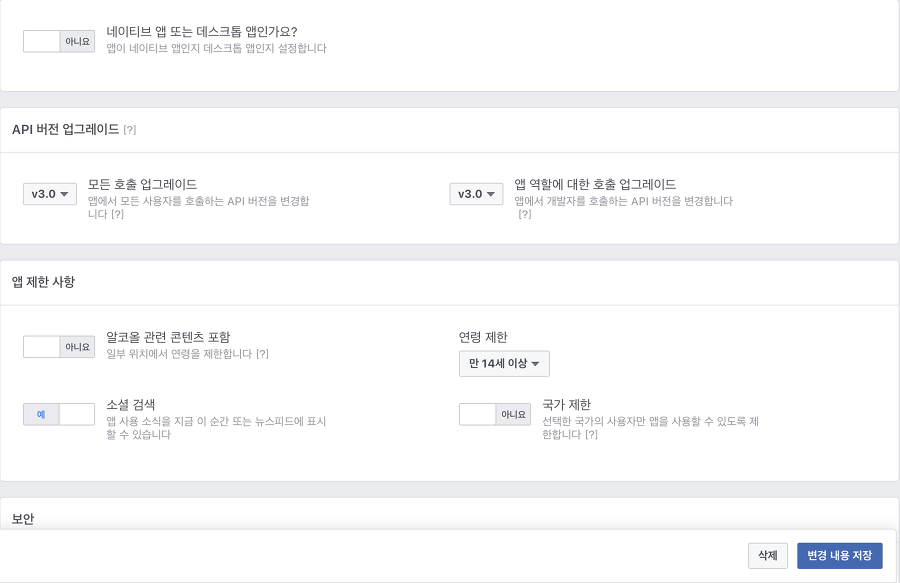 네이티브 앱 또는 데스크톱 앱인가요?
아니요
앱이 네이티브 앱인지 데스크톱 앱인지 설정합니다
API 버전 업그레이드 [?]
v3.0
모든 호출 업그레이드
앱에서 모든 사용자를 호출하는 API 버전을 변경합
니다 [?]
v3.0
앱 역할에 대한 호출 업그레이드
앱에서 개발자를 호출하는 API 버전을 변경합니다
[?]
앱 제한 사항
아니요
알코올 관련 콘텐츠 포함
일부 위치에서 연령을 제한합니다 [?]
연령 제한
만 14세 이상
예
소셜 검색
앱 사용 소식을 지금 이 순간 또는 뉴스피드에 표시
할 수 있습니다
아니요
국가 제한
선택한 국가의 사용자만 앱을 사용할 수 있도록 제
한합니다 [?]
보안
삭제
변경 내용 저장